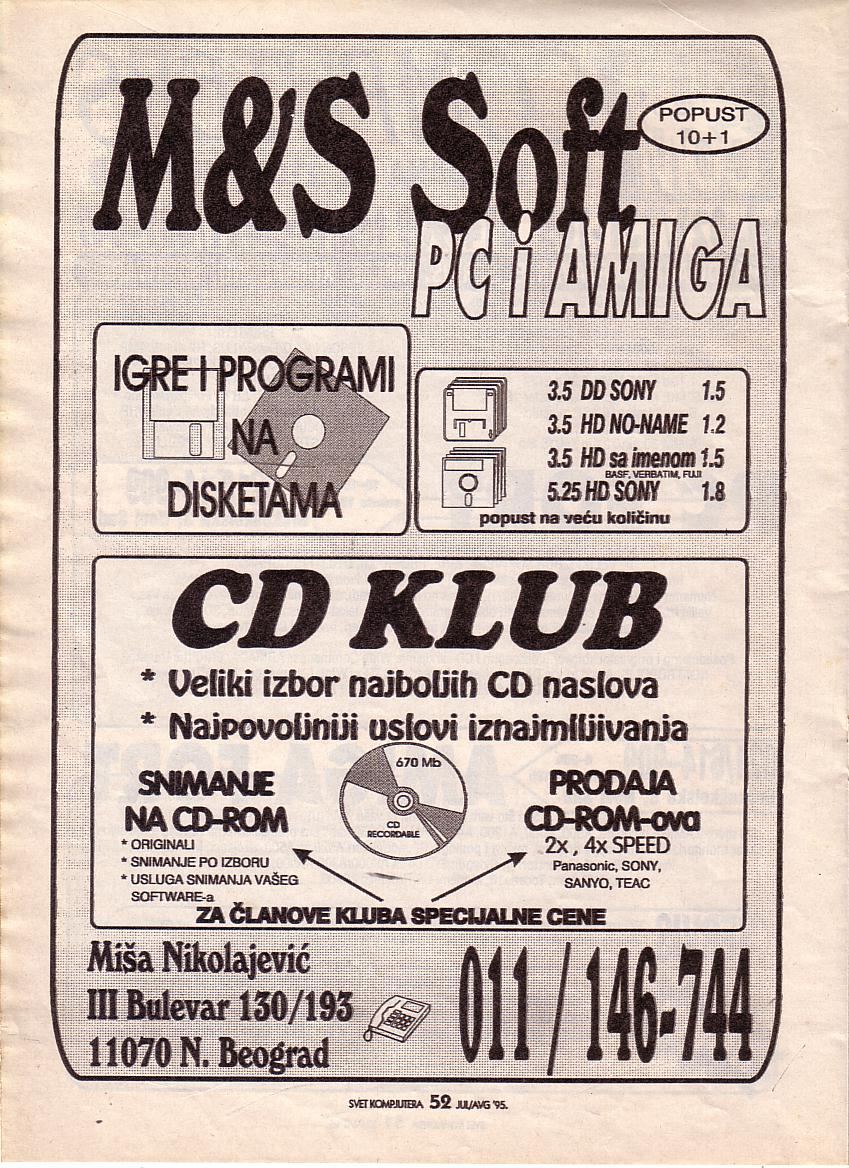 M&S Soft
POPUST
10+1
PC i AMIGA
IGRE I PROGRAMI
NA
DISKETAMA
3.5 DD SONY 1.5
3.5 HD NO-NAME 1.2
3.5 HD sa imenom 1.5
BASF, VERBATIM, FUJI
5.25 HD SONY 1.8
popust na veću količinu
CD KLUB
* Veliki izbor najboljih CD naslova
* Najpovoljniji uslovi iznajmljivanja
670 Mb
CD
RECORDABLE
SNIMANJE
NA CD-ROM
* ORIGINALI
* SNIMANJE PO IZBORU
* USLUGA SNIMANJA VAŠEG
SOFTWARE-a
PRODAJA
CD-ROM-ova
2x , 4x SPEED
Panasonic, SONY,
SANYO, TEAC
ZA ČLANOVE KLUBA SPECIJALNE CENE
Miša Nikolajević
III Bulevar 130/193
11070 N. Beograd
011 / 146-744
SVET KOMPJUTERA 52 JUL/AVG '95.